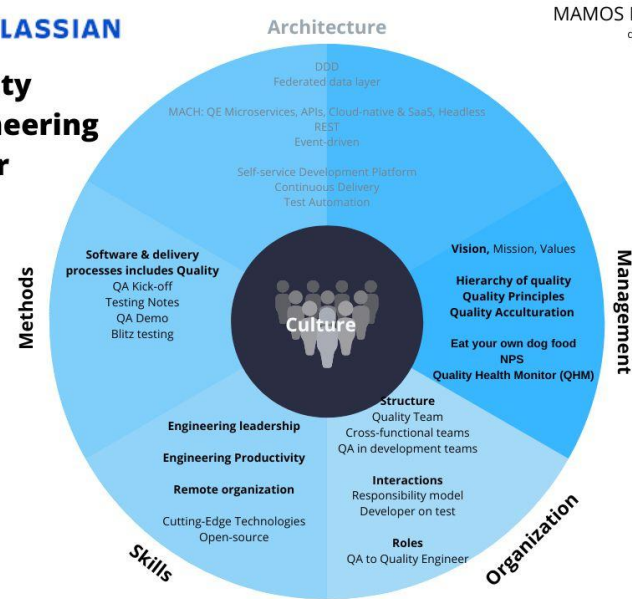 LASSIAN
MAMOS
ty
neering
r
Architecture
DDD
Federated data layer
MACH: QE Microservices, APIs, Cloud-native & SaaS, Headless
REST
Event-driven
Self-service Development Platform
Continuous Delivery
Test Automation
Methods
Software & delivery
processes includes Quality
QA Kick-off
Testing Notes
QA Demo
Blitz testing
Culture
Management
Vision, Mission, Values
Hierarchy of quality
Quality Principles
Quality Acculturation
Eat your own dog food
NPS
Quality Health Monitor (QHM)
Skills
Engineering leadership
Engineering Productivity
Remote organization
Cutting-Edge Technologies
Open-source
Organization
Structure
Quality Team
Cross-functional teams
QA in development teams
Interactions
Responsibility model
Developer on test
Roles
QA to Quality Engineer